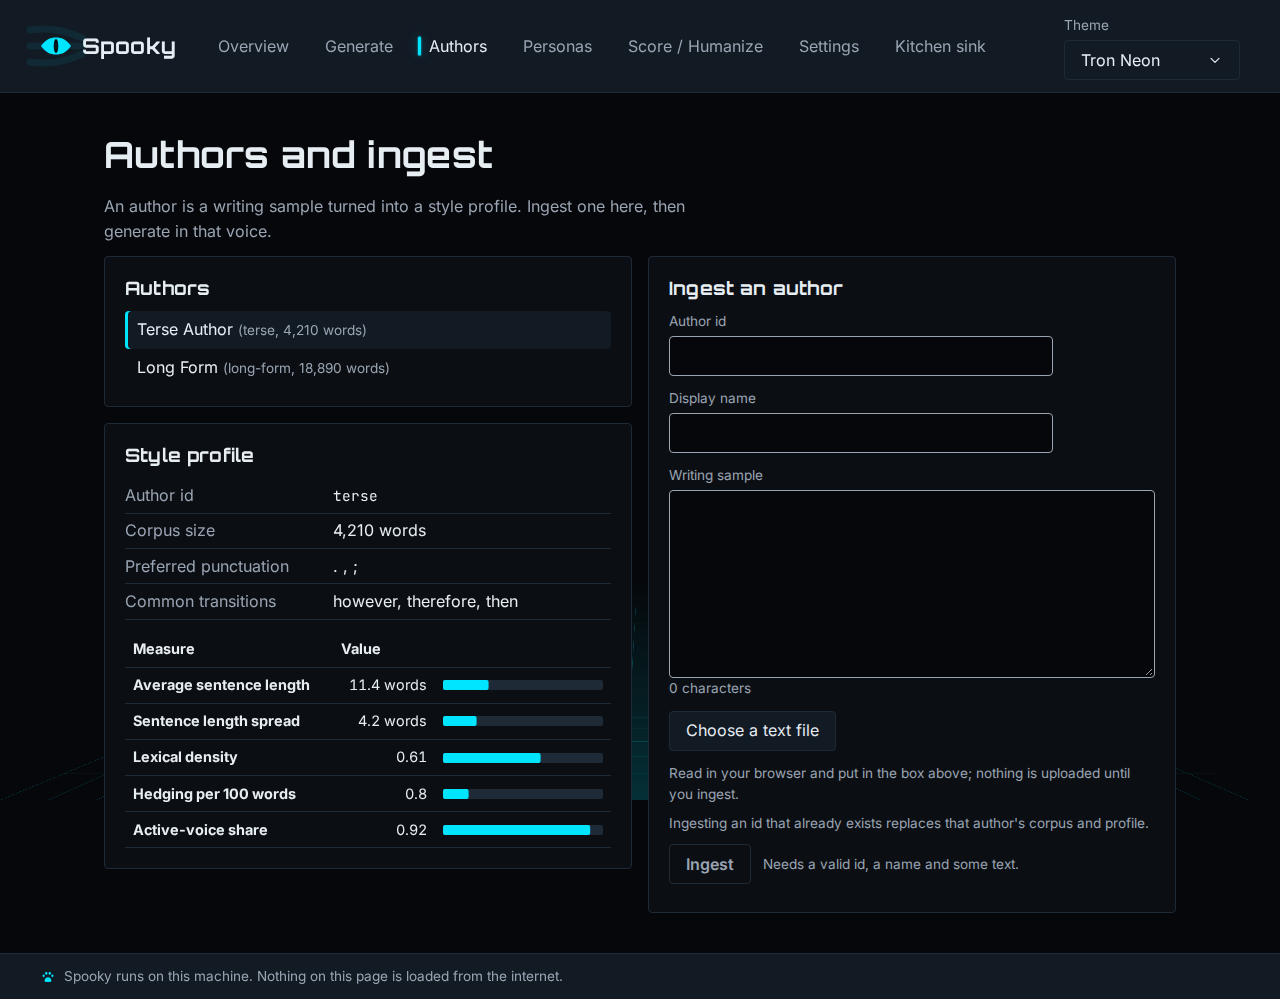 Spooky
Overview
Generate
Authors
Personas
Score / Humanize
Settings
Kitchen sink
Theme
Tron Neon
Authors and ingest
An author is a writing sample turned into a style profile. Ingest one here, then
generate in that voice.
Authors
Terse Author (terse, 4,210 words)
Long Form (long-form, 18,890 words)
Style profile
Author id terse
Corpus size 4,210 words
Preferred punctuation . , ;
Common transitions however, therefore, then
Measure Value
Average sentence length 11.4 words
Sentence length spread 4.2 words
Lexical density 0.61
Hedging per 100 words 0.8
Active-voice share 0.92
Ingest an author
Author id
Display name
Writing sample
0 characters
Choose a text file
Read in your browser and put in the box above; nothing is uploaded until
you ingest.
Ingesting an id that already exists replaces that author's corpus and profile.
Ingest Needs a valid id, a name and some text.
Spooky runs on this machine. Nothing on this page is loaded from the internet.